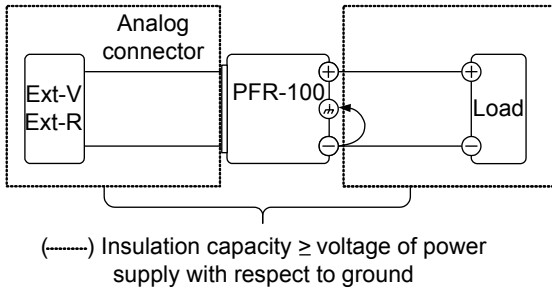 Analog
connector
Ext-V
Ext-R
PFR-100
+
−
+
−
Load
(---------) Insulation capacity ≥ voltage of power
supply with respect to ground